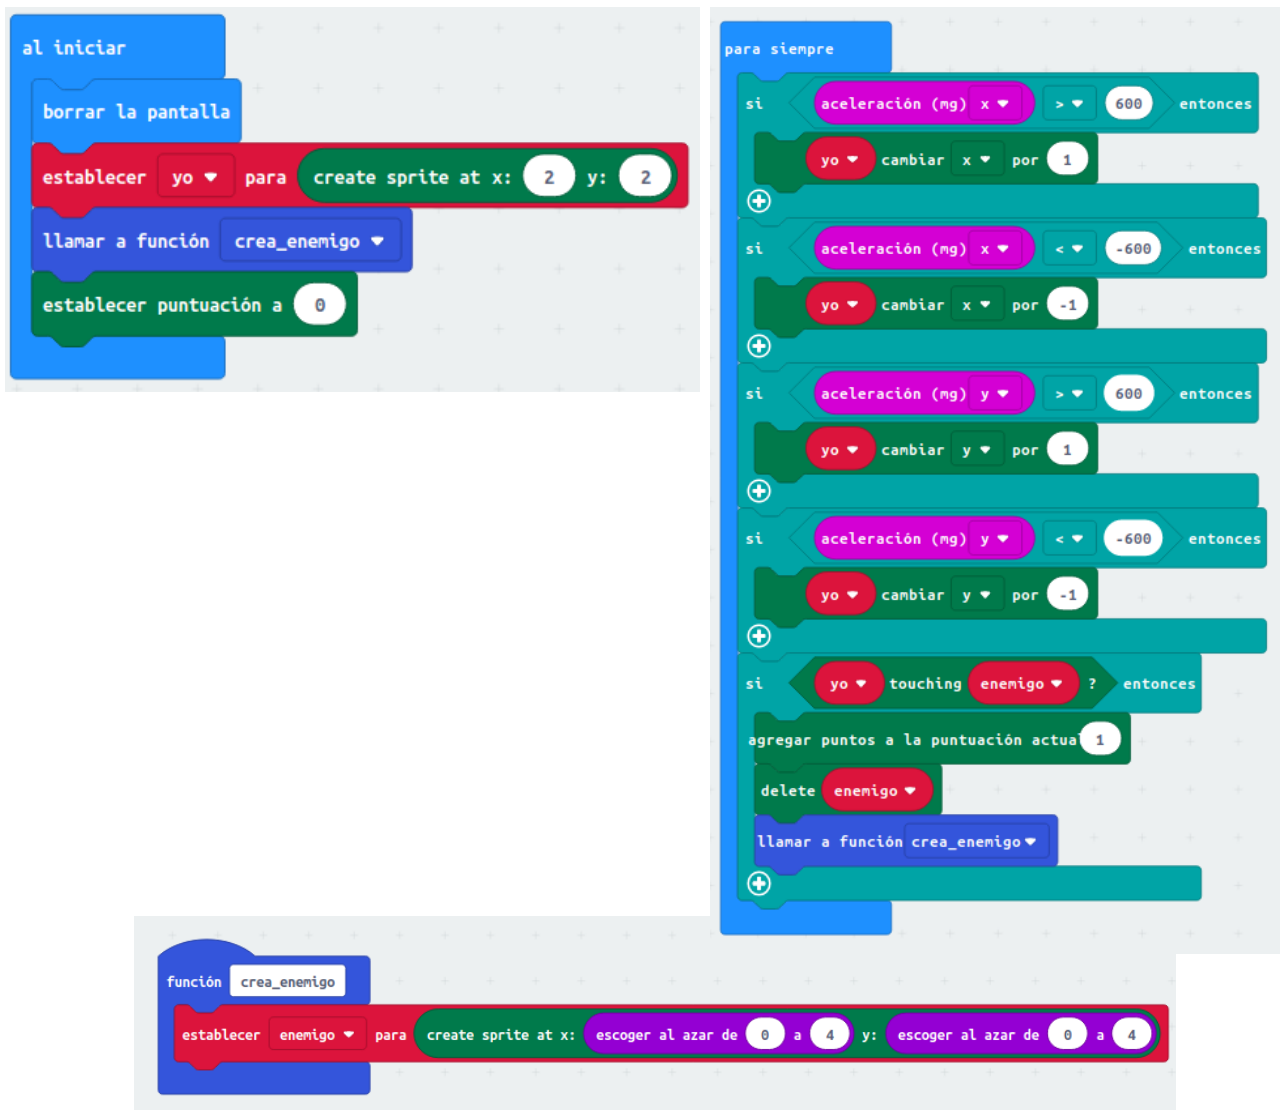 al iniciar
borrar la pantalla
establecer yo para create sprite at x: 2 y: 2
llamar a función crea_enemigo
establecer puntuación a 0
para siempre
si aceleración (mg) x > 600 entonces
yo cambiar x por 1
si aceleración (mg) x < -600 entonces
yo cambiar x por -1
si aceleración (mg) y > 600 entonces
yo cambiar y por 1
si aceleración (mg) y < -600 entonces
yo cambiar y por -1
si yo touching enemigo ? entonces
agregar puntos a la puntuación actual 1
delete enemigo
llamar a función crea_enemigo
función crea_enemigo
establecer enemigo para create sprite at x: escoger al azar de 0 a 4 y: escoger al azar de 0 a 4